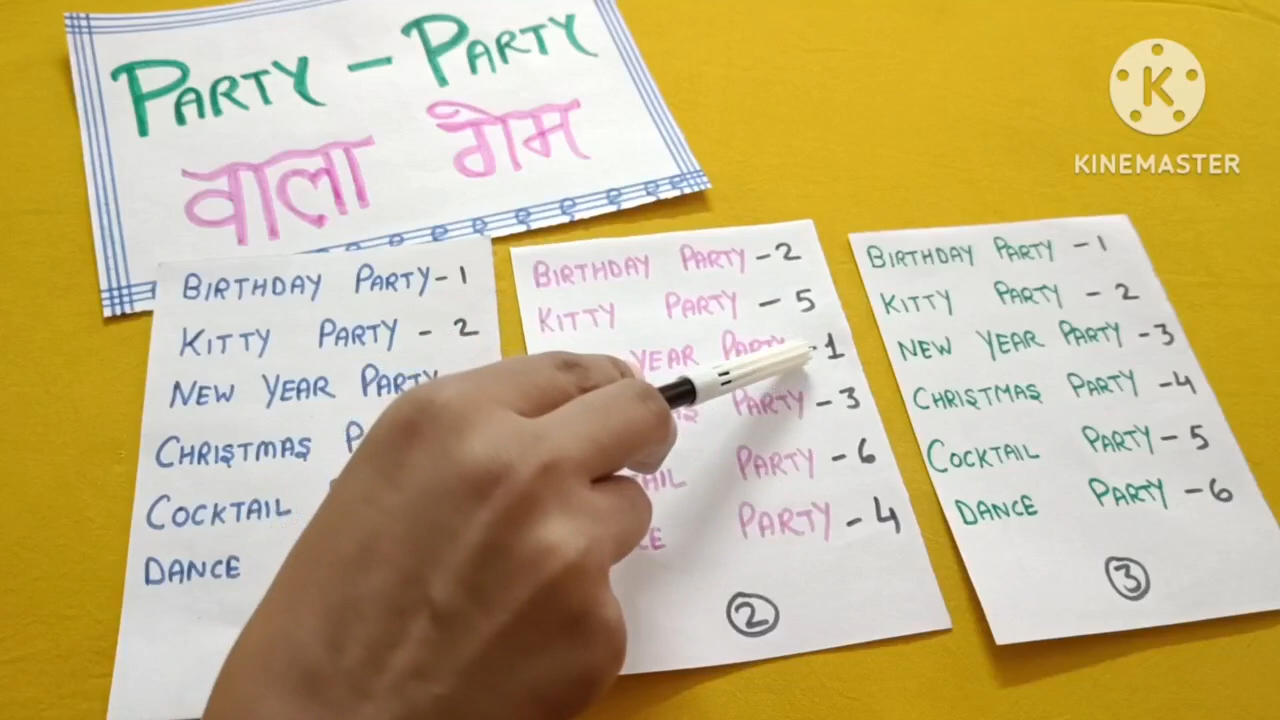 PARTY - PARTY
वाला गेम
BIRTHDAY PARTY - 1
KITTY PARTY - 2
NEW YEAR PARTY
CHRISTMAS
COCKTAIL
DANCE
BIRTHDAY PARTY - 2
KITTY PARTY - 5
YEAR PARTY - 1
PARTY - 3
PARTY - 6
PARTY - 4
2
BIRTHDAY PARTY - 1
KITTY PARTY - 2
NEW YEAR PARTY - 3
CHRISTMAS PARTY - 4
COCKTAIL PARTY - 5
DANCE PARTY - 6
3
K
KINEMASTER